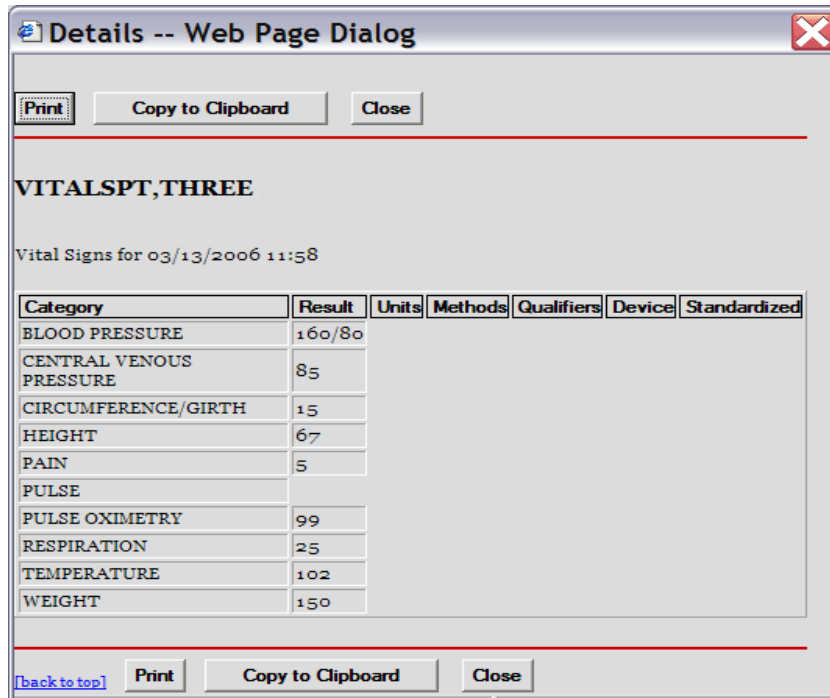 Details -- Web Page Dialog
Print Copy to Clipboard Close
VITALSPT,THREE
Vital Signs for 03/13/2006 11:58
Category Result Units Methods Qualifiers Device Standardized
BLOOD PRESSURE 160/80
CENTRAL VENOUS
PRESSURE 85
CIRCUMFERENCE/GIRTH 15
HEIGHT 67
PAIN 5
PULSE
PULSE OXIMETRY 99
RESPIRATION 25
TEMPERATURE 102
WEIGHT 150
[back to top] Print Copy to Clipboard Close